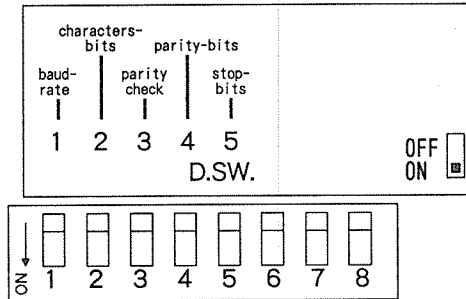 characters-
bits
parity-bits
baud-
rate
parity
check
stop-
bits
1 2 3 4 5
D.SW.
OFF
ON
ON
1 2 3 4 5 6 7 8